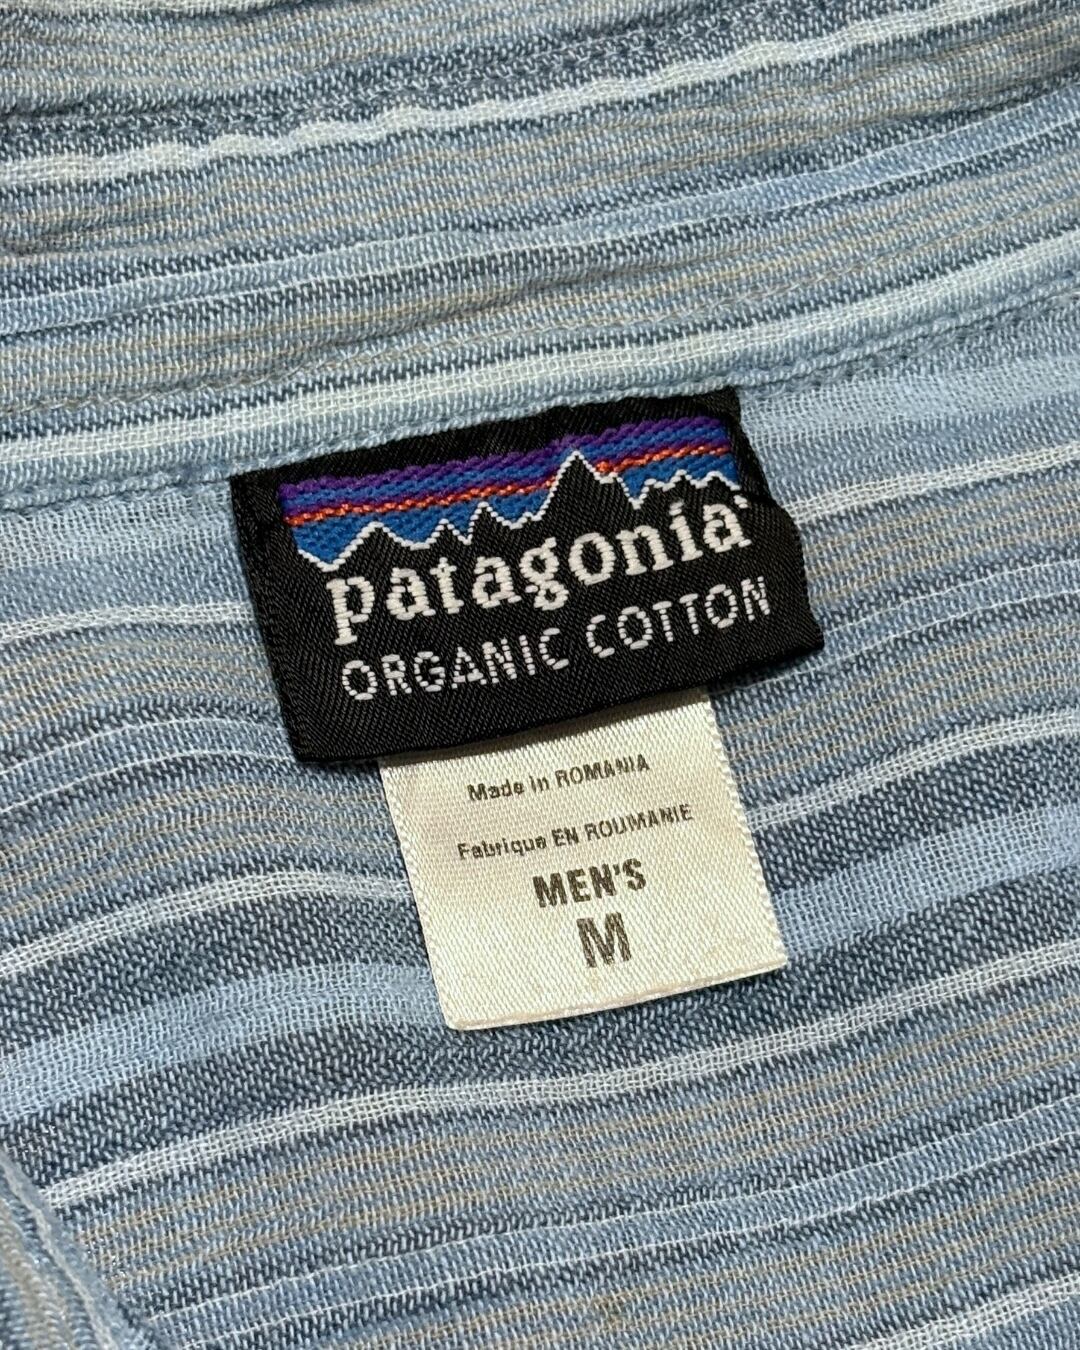 patagonia
ORGANIC COTTON
Made in ROMANIA
Fabrique EN ROUMANIE
MEN'S
M